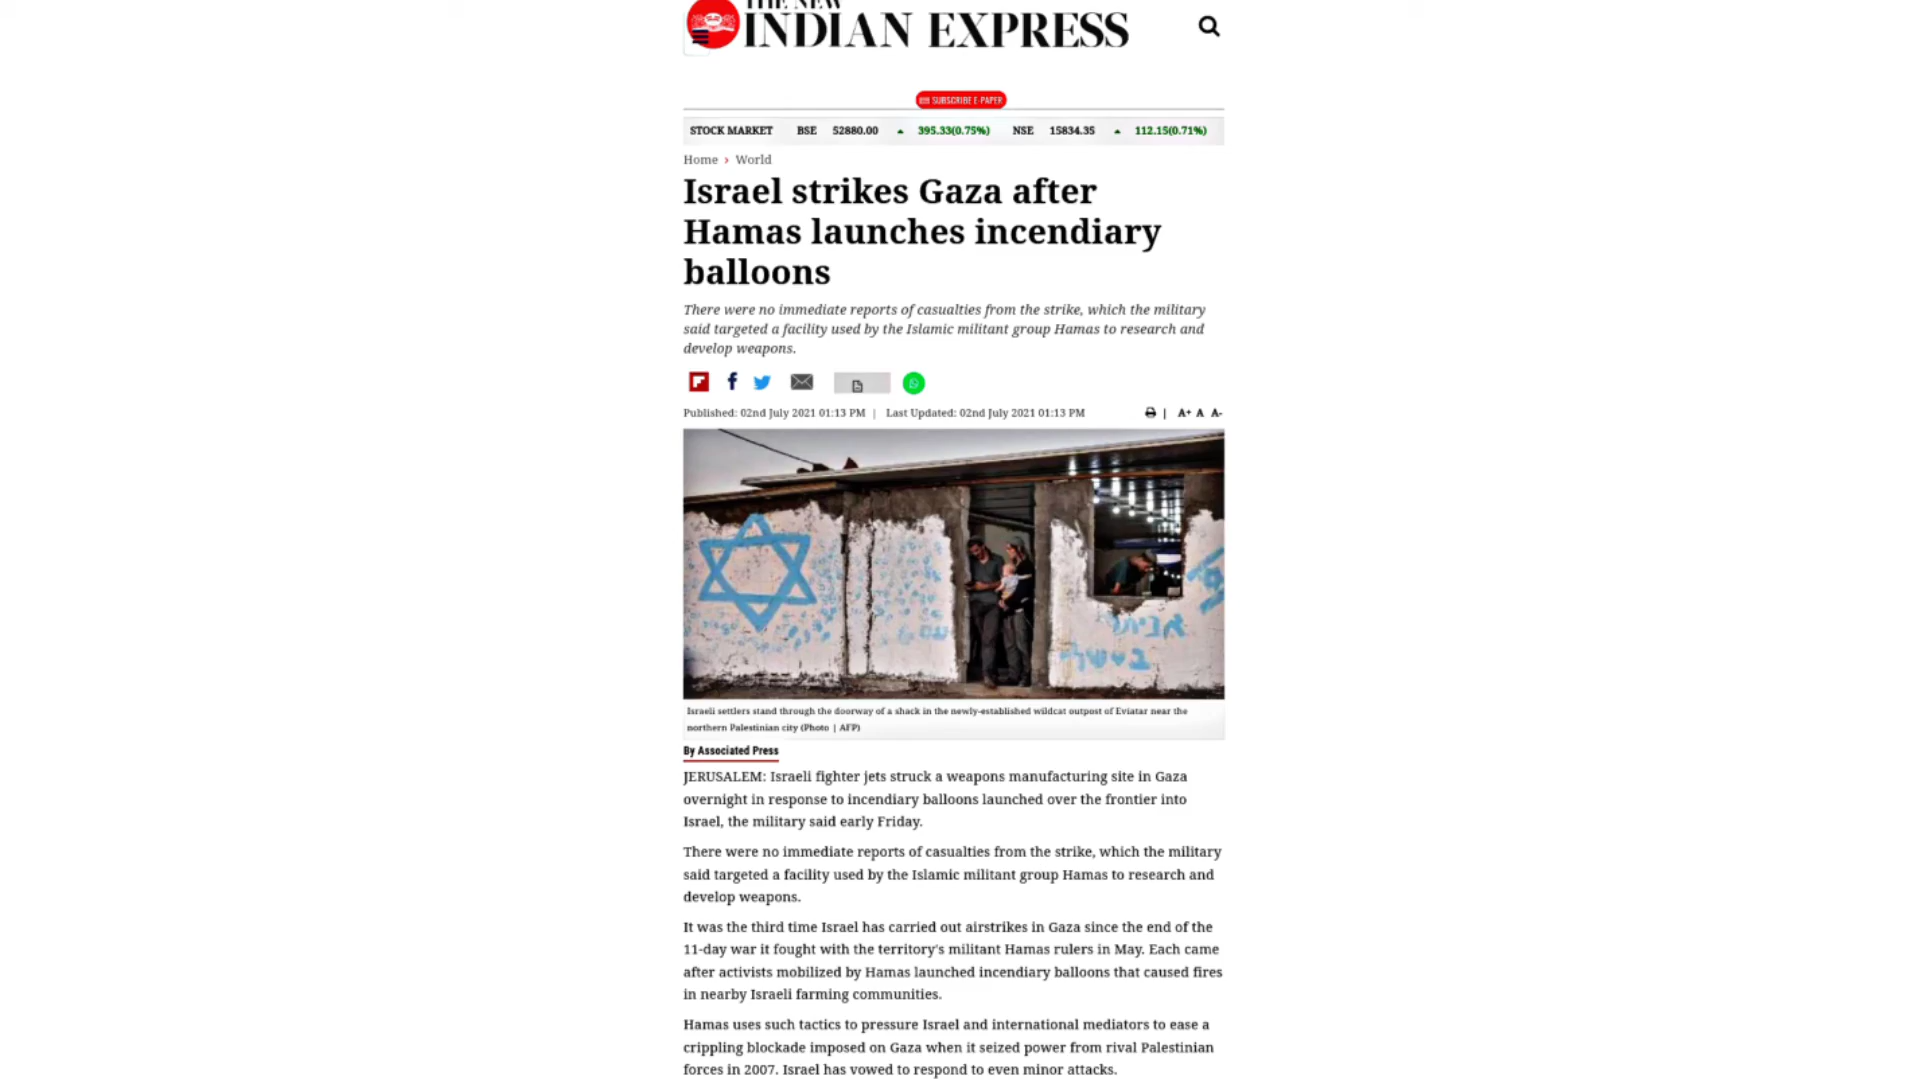 THE NEW
INDIAN EXPRESS
SUBSCRIBE E-PAPER
STOCK MARKET BSE 52880.00 ▲ 395.33(0.75%) NSE 15834.35 ▲ 112.15(0.71%)
Home › World
Israel strikes Gaza after
Hamas launches incendiary
balloons
There were no immediate reports of casualties from the strike, which the military
said targeted a facility used by the Islamic militant group Hamas to research and
develop weapons.
Published: 02nd July 2021 01:13 PM | Last Updated: 02nd July 2021 01:13 PM | A+ A A-
Israeli settlers stand through the doorway of a shack in the newly-established wildcat outpost of Eviatar near the
northern Palestinian city (Photo | AFP)
By Associated Press
JERUSALEM: Israeli fighter jets struck a weapons manufacturing site in Gaza
overnight in response to incendiary balloons launched over the frontier into
Israel, the military said early Friday.
There were no immediate reports of casualties from the strike, which the military
said targeted a facility used by the Islamic militant group Hamas to research and
develop weapons.
It was the third time Israel has carried out airstrikes in Gaza since the end of the
11-day war it fought with the territory's militant Hamas rulers in May. Each came
after activists mobilized by Hamas launched incendiary balloons that caused fires
in nearby Israeli farming communities.
Hamas uses such tactics to pressure Israel and international mediators to ease a
crippling blockade imposed on Gaza when it seized power from rival Palestinian
forces in 2007. Israel has vowed to respond to even minor attacks.